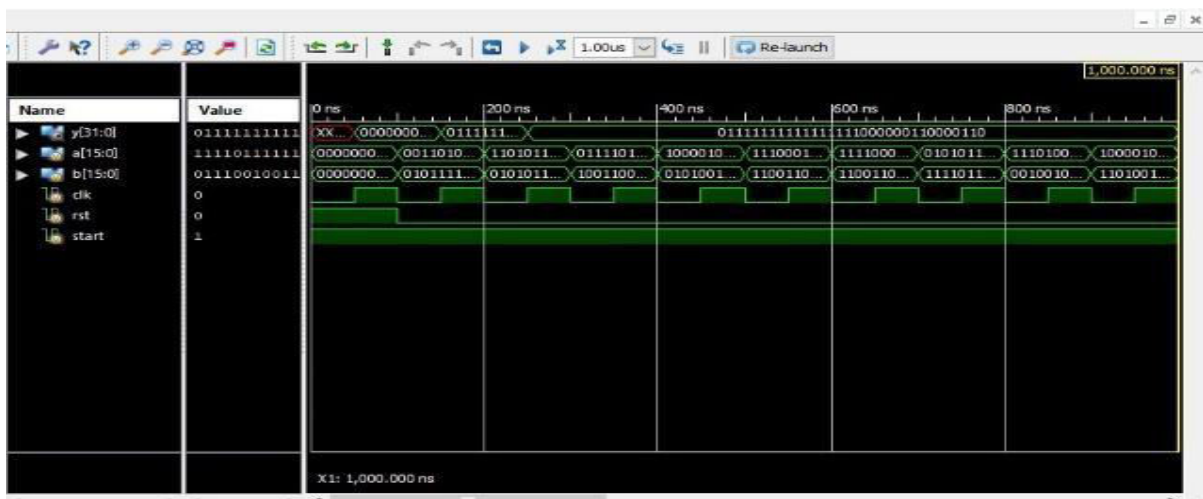 1.00us Re-launch
1,000.000 ns
Name Value 0 ns 200 ns 400 ns 600 ns 800 ns
y[31:0] 01111111111 XX... 0000000... 0111111... 01111111111111111000000110000110
a[15:0] 11110111111 0000000... 0011010... 1101011... 0111101... 1000010... 1110001... 1111000... 0101011... 1110100... 1000010...
b[15:0] 01110010011 0000000... 0101111... 0101011... 1001100... 0101001... 1100110... 1100110... 1111011... 0010010... 1101001...
clk 0
rst 0
start 1
X1: 1,000.000 ns